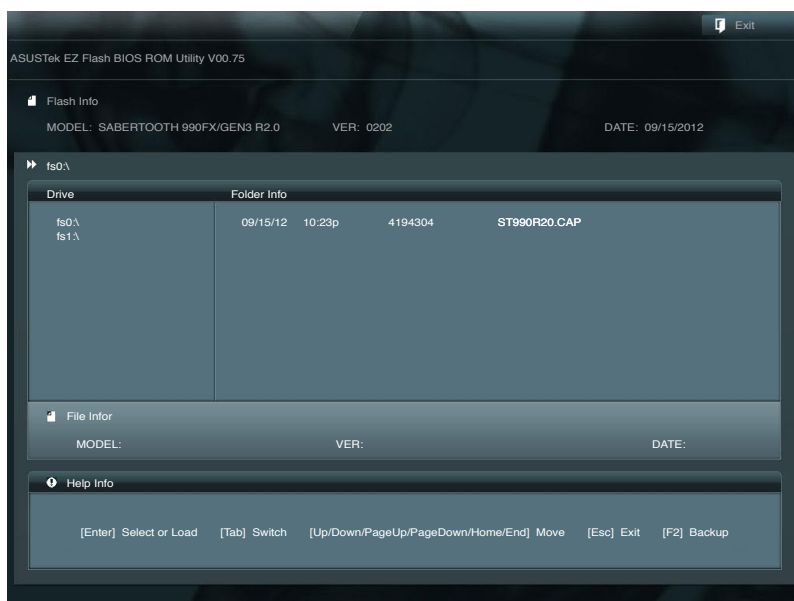 Exit
ASUSTek EZ Flash BIOS ROM Utility V00.75
Flash Info
MODEL: SABERTOOTH 990FX/GEN3 R2.0 VER: 0202 DATE: 09/15/2012
fs0:\
Drive Folder Info
fs0:\ 09/15/12 10:23p 4194304 ST990R20.CAP
fs1:\
File Infor
MODEL: VER: DATE:
Help Info
[Enter] Select or Load [Tab] Switch [Up/Down/PageUp/PageDown/Home/End] Move [Esc] Exit [F2] Backup